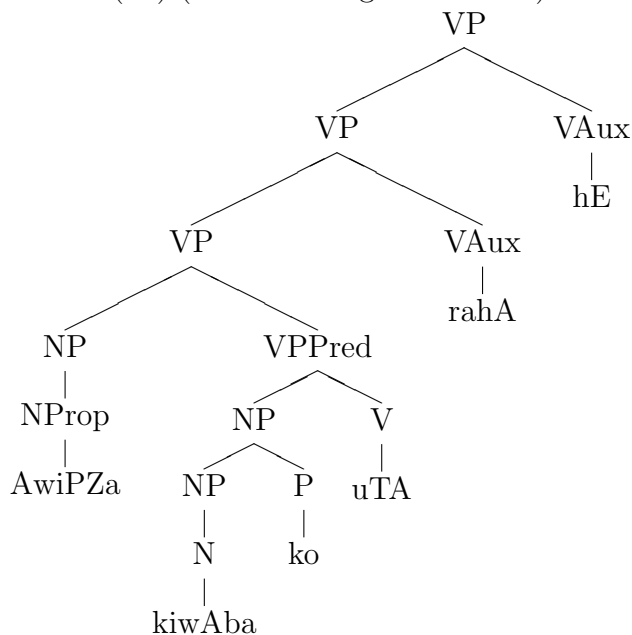 VP
VP VAux
hE
VP VAux
rahA
NP VPPred
NProp NP V
AwiPZa NP P uTA
N ko
kiwAba